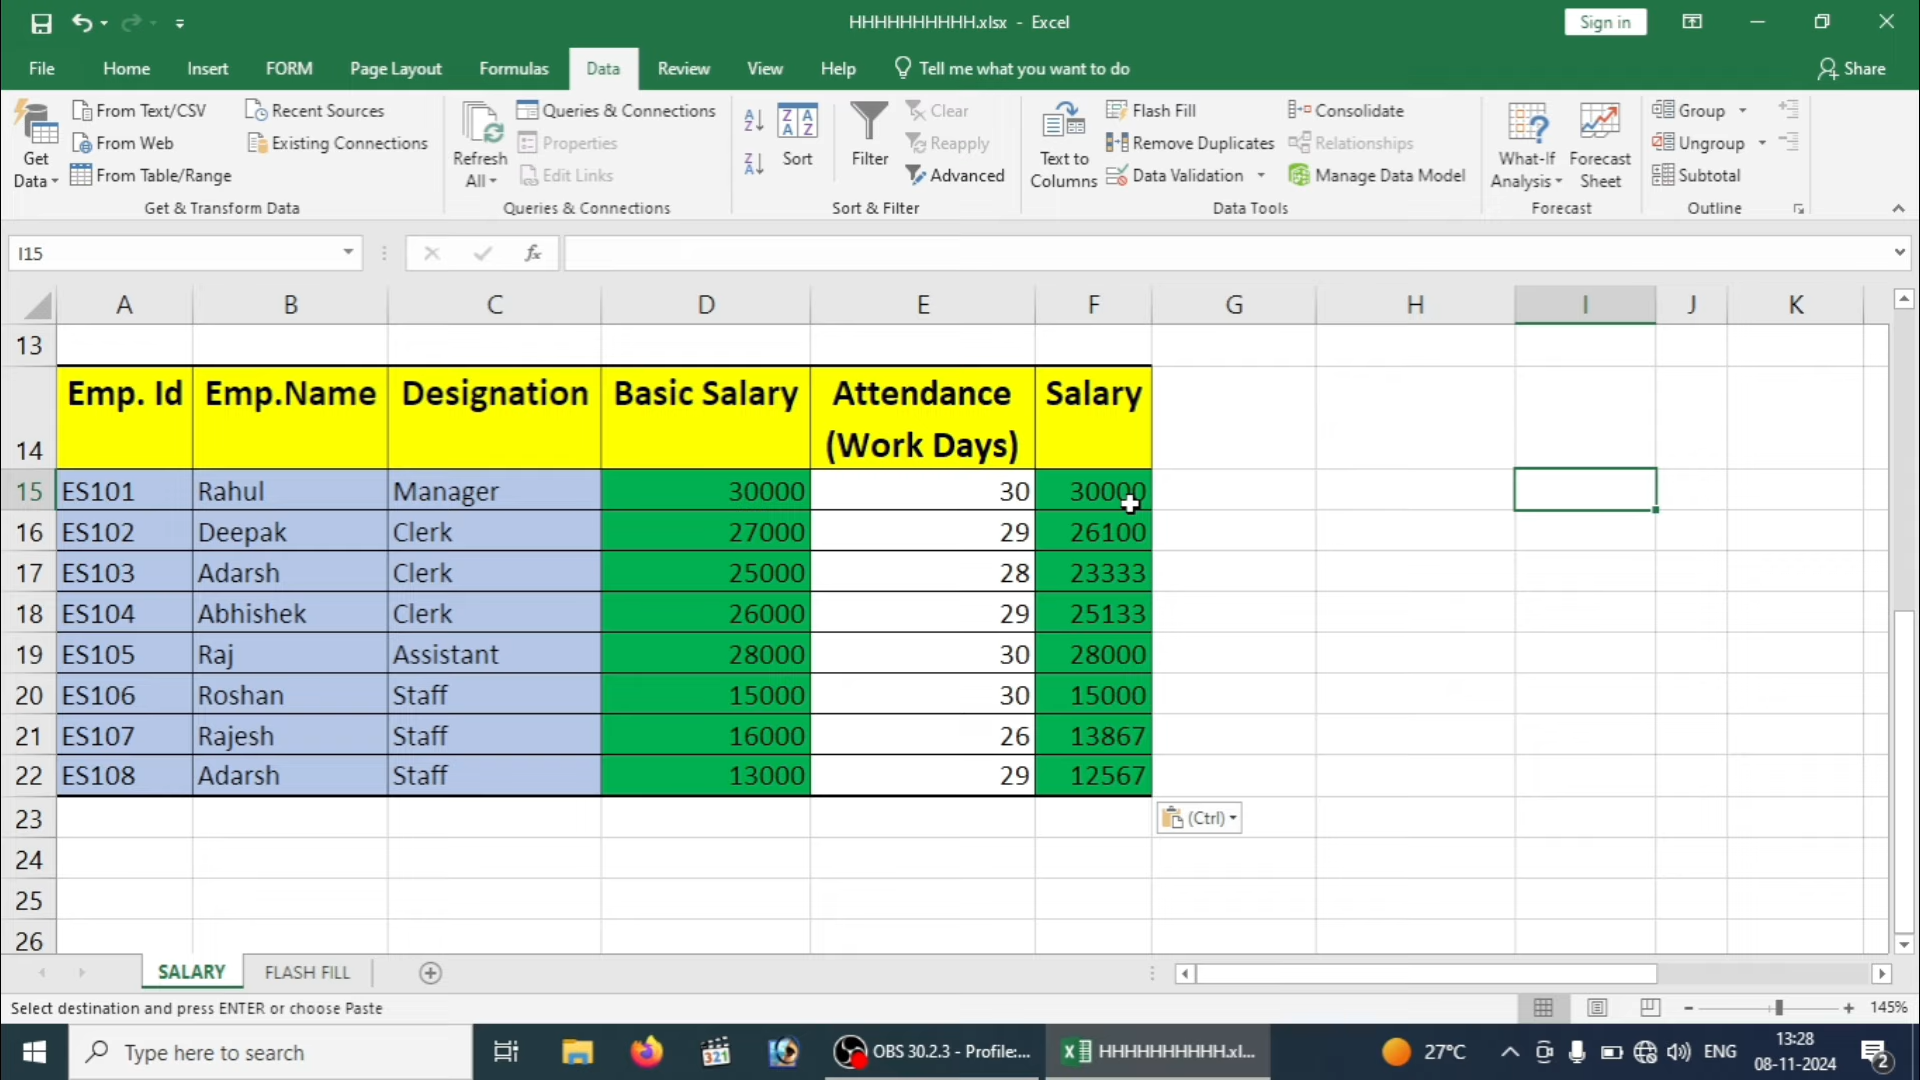 HHHHHHHHHH.xlsx - Excel
Sign in
File Home Insert FORM Page Layout Formulas Data Review View Help Tell me what you want to do Share
Get Data
From Text/CSV
From Web
From Table/Range
Recent Sources
Existing Connections
Get & Transform Data
Refresh All
Queries & Connections
Properties
Edit Links
Queries & Connections
Sort
Filter
Clear
Reapply
Advanced
Sort & Filter
Text to Columns
Flash Fill
Remove Duplicates
Data Validation
Consolidate
Relationships
Manage Data Model
Data Tools
What-If Analysis
Forecast Sheet
Forecast
Group
Ungroup
Subtotal
Outline
I15
fx
A B C D E F G H I J K
13
14 Emp. Id Emp.Name Designation Basic Salary Attendance (Work Days) Salary
15 ES101 Rahul Manager 30000 30 30000
16 ES102 Deepak Clerk 27000 29 26100
17 ES103 Adarsh Clerk 25000 28 23333
18 ES104 Abhishek Clerk 26000 29 25133
19 ES105 Raj Assistant 28000 30 28000
20 ES106 Roshan Staff 15000 30 15000
21 ES107 Rajesh Staff 16000 26 13867
22 ES108 Adarsh Staff 13000 29 12567
23
(Ctrl)
24
25
26
SALARY FLASH FILL
Select destination and press ENTER or choose Paste
145%
Type here to search
321
OBS 30.2.3 - Profile:...
HHHHHHHHHH.xl...
27°C
ENG
13:28
08-11-2024
2